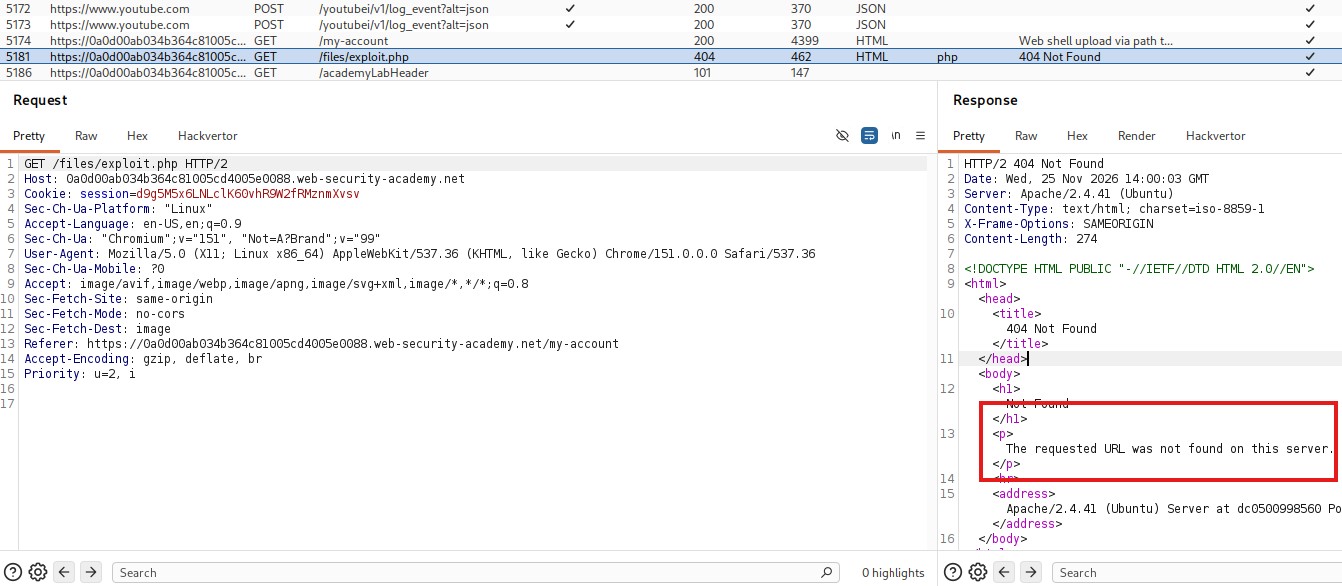 5172 https://www.youtube.com POST /youtubei/v1/log_event?alt=json ✓ 200 370 JSON ✓
5173 https://www.youtube.com POST /youtubei/v1/log_event?alt=json ✓ 200 370 JSON ✓
5174 https://0a0d00ab034b364c81005c... GET /my-account 200 4399 HTML Web shell upload via path t... ✓
5181 https://0a0d00ab034b364c81005c... GET /files/exploit.php 404 462 HTML php 404 Not Found ✓
5186 https://0a0d00ab034b364c81005c... GET /academyLabHeader 101 147 ✓
Request
Pretty Raw Hex Hackvertor \n
1 GET /files/exploit.php HTTP/2
2 Host: 0a0d00ab034b364c81005cd4005e0088.web-security-academy.net
3 Cookie: session=d9g5M5x6LNLclK60vhR9W2fRMznmXvsv
4 Sec-Ch-Ua-Platform: "Linux"
5 Accept-Language: en-US,en;q=0.9
6 Sec-Ch-Ua: "Chromium";v="151", "Not=A?Brand";v="99"
7 User-Agent: Mozilla/5.0 (X11; Linux x86_64) AppleWebKit/537.36 (KHTML, like Gecko) Chrome/151.0.0.0 Safari/537.36
8 Sec-Ch-Ua-Mobile: ?0
9 Accept: image/avif,image/webp,image/apng,image/svg+xml,image/*,*/*;q=0.8
10 Sec-Fetch-Site: same-origin
11 Sec-Fetch-Mode: no-cors
12 Sec-Fetch-Dest: image
13 Referer: https://0a0d00ab034b364c81005cd4005e0088.web-security-academy.net/my-account
14 Accept-Encoding: gzip, deflate, br
15 Priority: u=2, i
16
17
Search 0 highlights
Response
Pretty Raw Hex Render Hackvertor
1 HTTP/2 404 Not Found
2 Date: Wed, 25 Nov 2026 14:00:03 GMT
3 Server: Apache/2.4.41 (Ubuntu)
4 Content-Type: text/html; charset=iso-8859-1
5 X-Frame-Options: SAMEORIGIN
6 Content-Length: 274
7
8 <!DOCTYPE HTML PUBLIC "-//IETF//DTD HTML 2.0//EN">
9 <html>
<head>
10 <title>
404 Not Found
</title>
11 </head>
<body>
12 <h1>
Not Found
</h1>
13 <p>
The requested URL was not found on this server.
</p>
14 <hr>
15 <address>
Apache/2.4.41 (Ubuntu) Server at dc0500998560 Po
</address>
16 </body>
Search